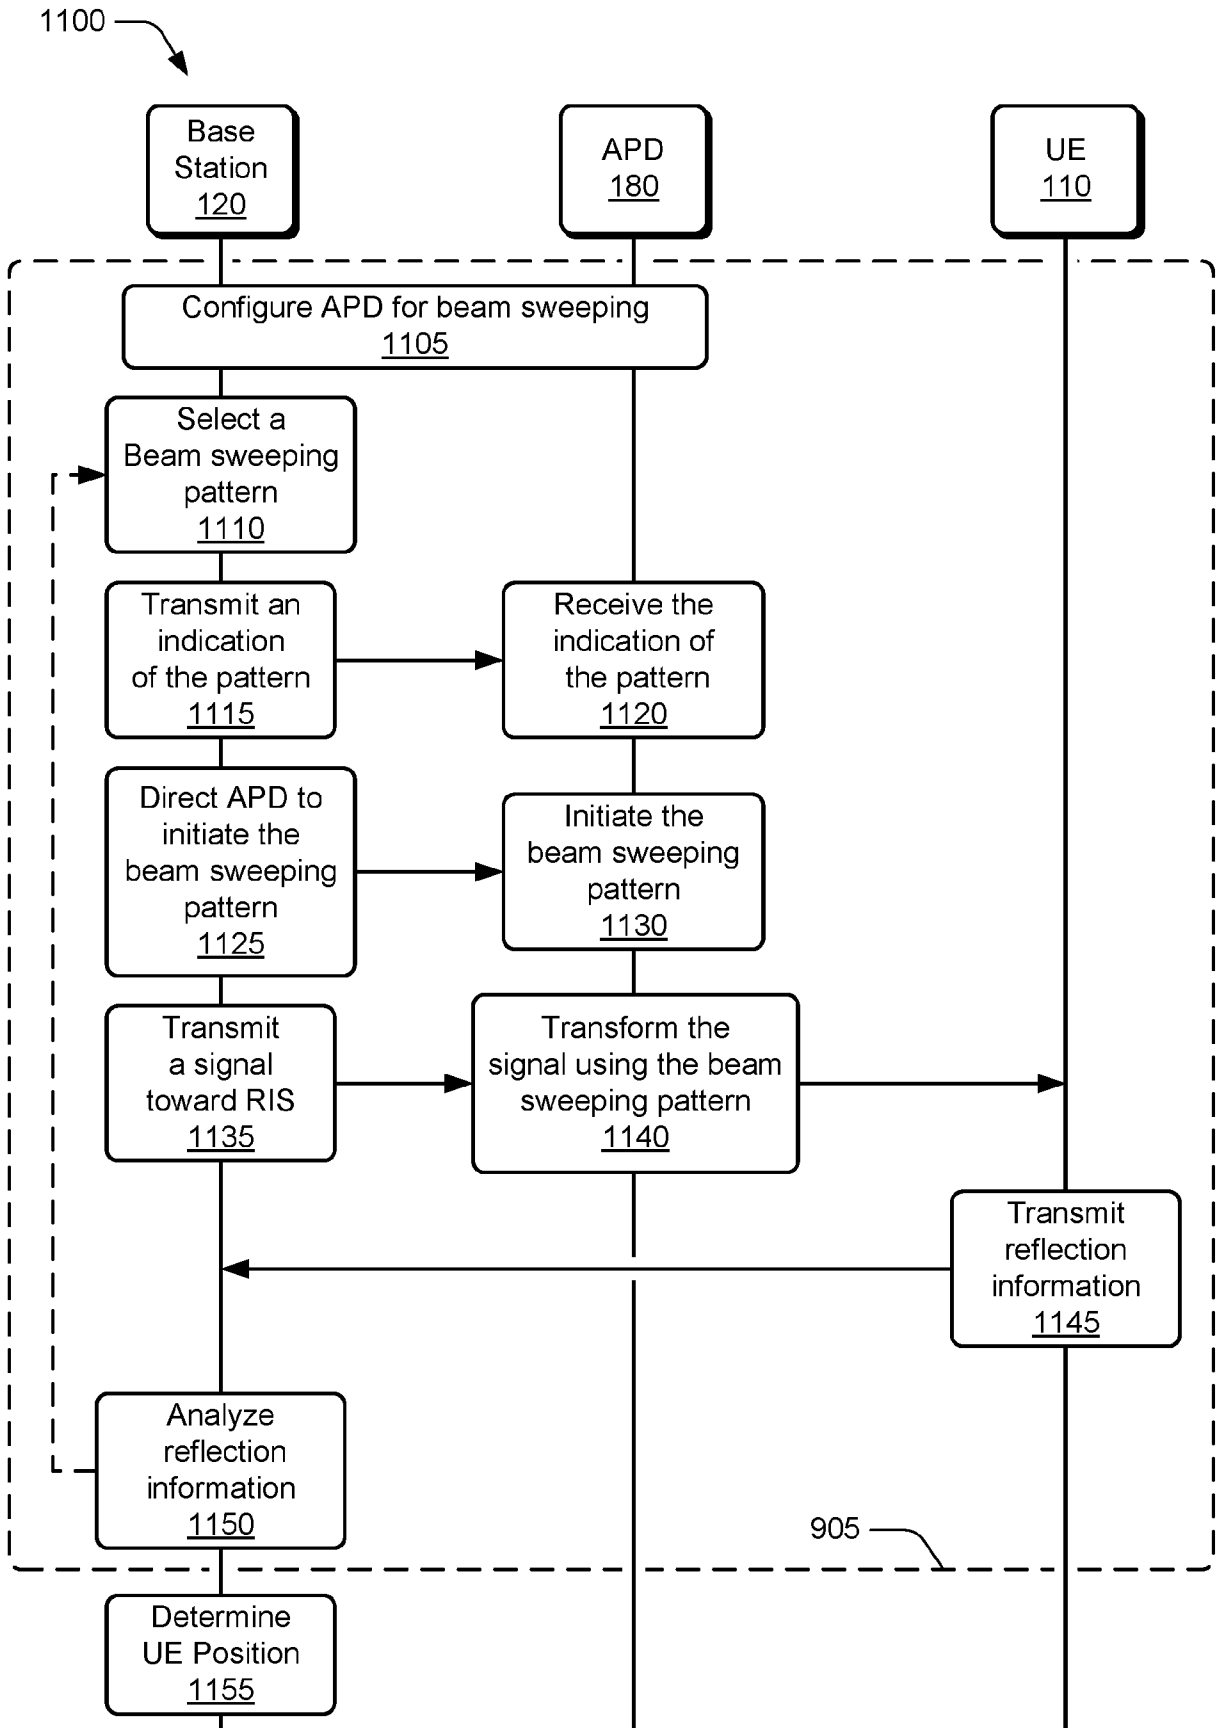 1100
Base
Station
120
APD
180
UE
110
Configure APD for beam sweeping
1105
Select a
Beam sweeping
pattern
1110
Transmit an
indication
of the pattern
1115
Receive the
indication of
the pattern
1120
Direct APD to
initiate the
beam sweeping
pattern
1125
Initiate the
beam sweeping
pattern
1130
Transmit
a signal
toward RIS
1135
Transform the
signal using the beam
sweeping pattern
1140
Transmit
reflection
information
1145
Analyze
reflection
information
1150
905
Determine
UE Position
1155